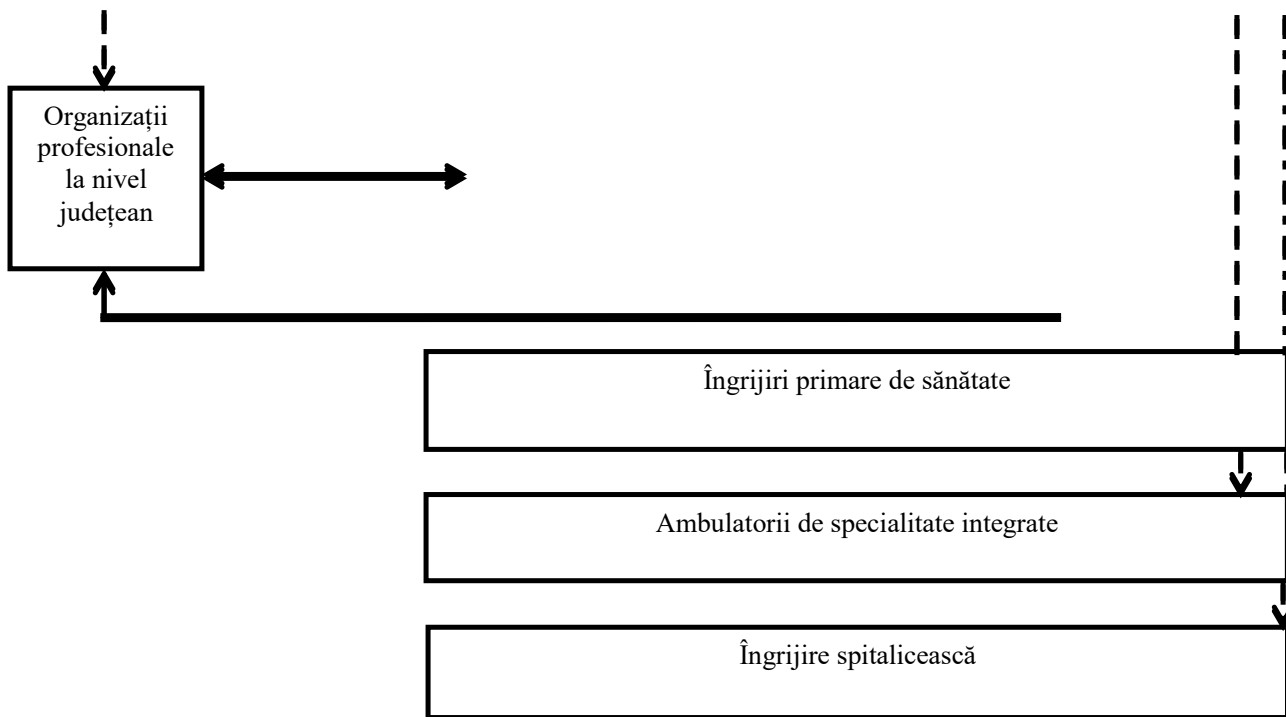 Organizații
profesionale
la nivel
județean
Îngrijiri primare de sănătate
Ambulatorii de specialitate integrate
Îngrijire spitalicească